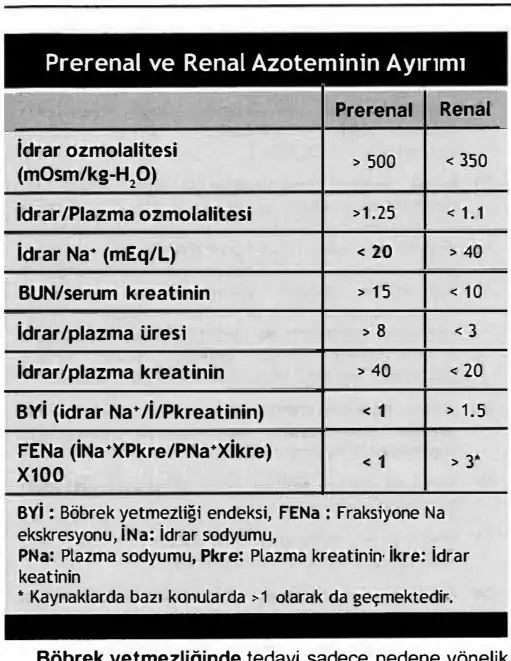 Prerenal ve Renal Azoteminin Ayırımı
Prerenal Renal
İdrar ozmolalitesi
(mOsm/kg-H₂O) > 500 < 350
İdrar/Plazma ozmolalitesi >1.25 < 1.1
İdrar Na⁺ (mEq/L) < 20 > 40
BUN/serum kreatinin > 15 < 10
İdrar/plazma üresi > 8 < 3
İdrar/plazma kreatinin > 40 < 20
BYİ (idrar Na⁺/İ/Pkreatinin) < 1 > 1.5
FENa (İNa⁺XPkre/PNa⁺Xİkre)
X100 < 1 > 3*
BYİ : Böbrek yetmezliği endeksi, FENa : Fraksiyone Na
ekskresyonu, İNa: İdrar sodyumu,
PNa: Plazma sodyumu, Pkre: Plazma kreatinin· İkre: İdrar
keatinin
* Kaynaklarda bazı konularda >1 olarak da geçmektedir.
Böbrek yetmezliğinde tedavi sadece nedene yönelik